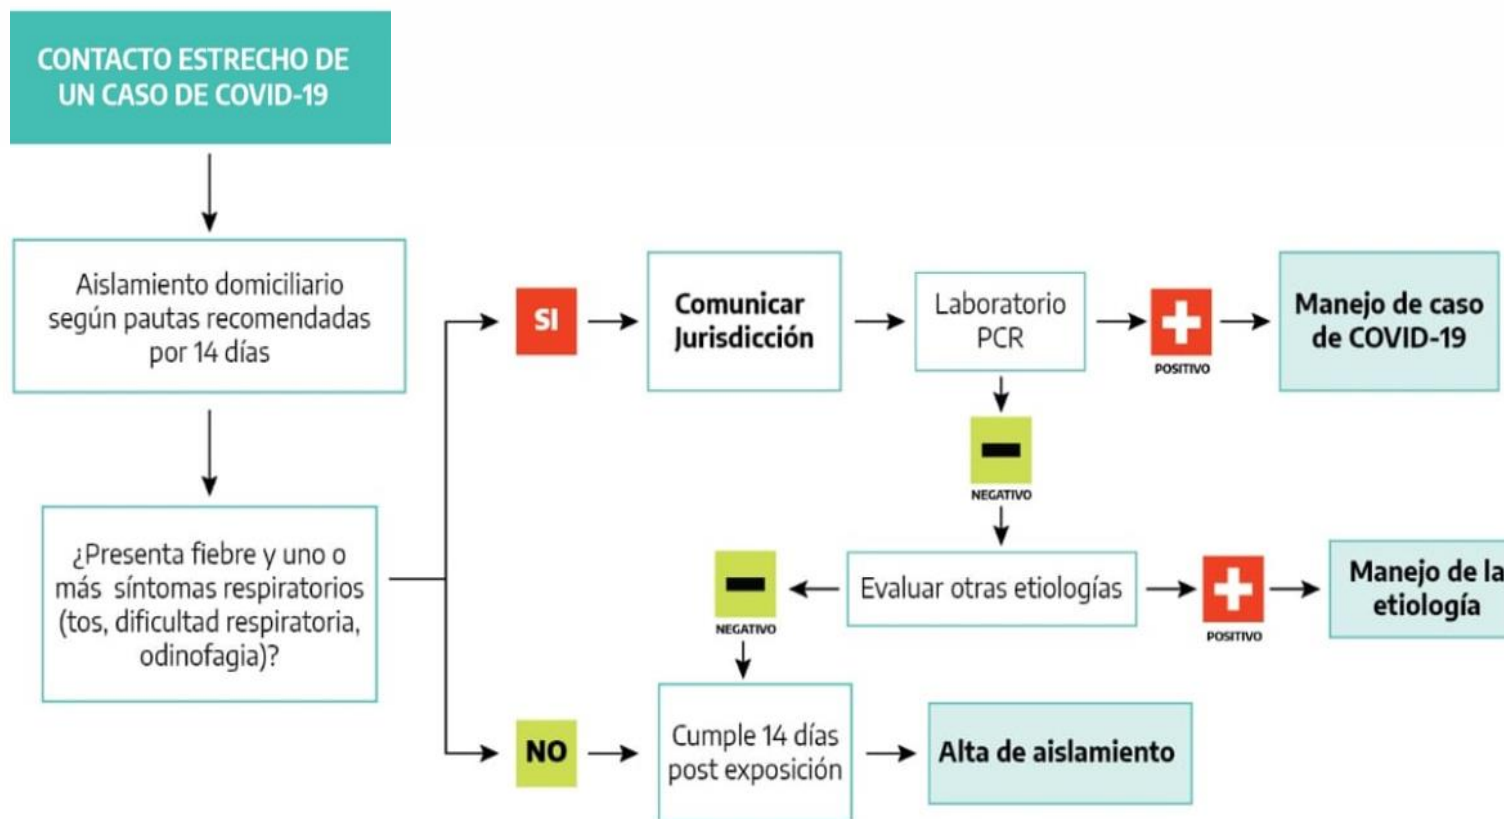 CONTACTO ESTRECHO DE
UN CASO DE COVID-19
Aislamiento domiciliario
según pautas recomendadas
por 14 días
¿Presenta fiebre y uno o
más síntomas respiratorios
(tos, dificultad respiratoria,
odinofagia)?
SI
Comunicar
Jurisdicción
Laboratorio
PCR
POSITIVO
Manejo de caso
de COVID-19
NEGATIVO
Evaluar otras etiologías
POSITIVO
Manejo de la
etiología
NEGATIVO
NO
Cumple 14 días
post exposición
Alta de aislamiento